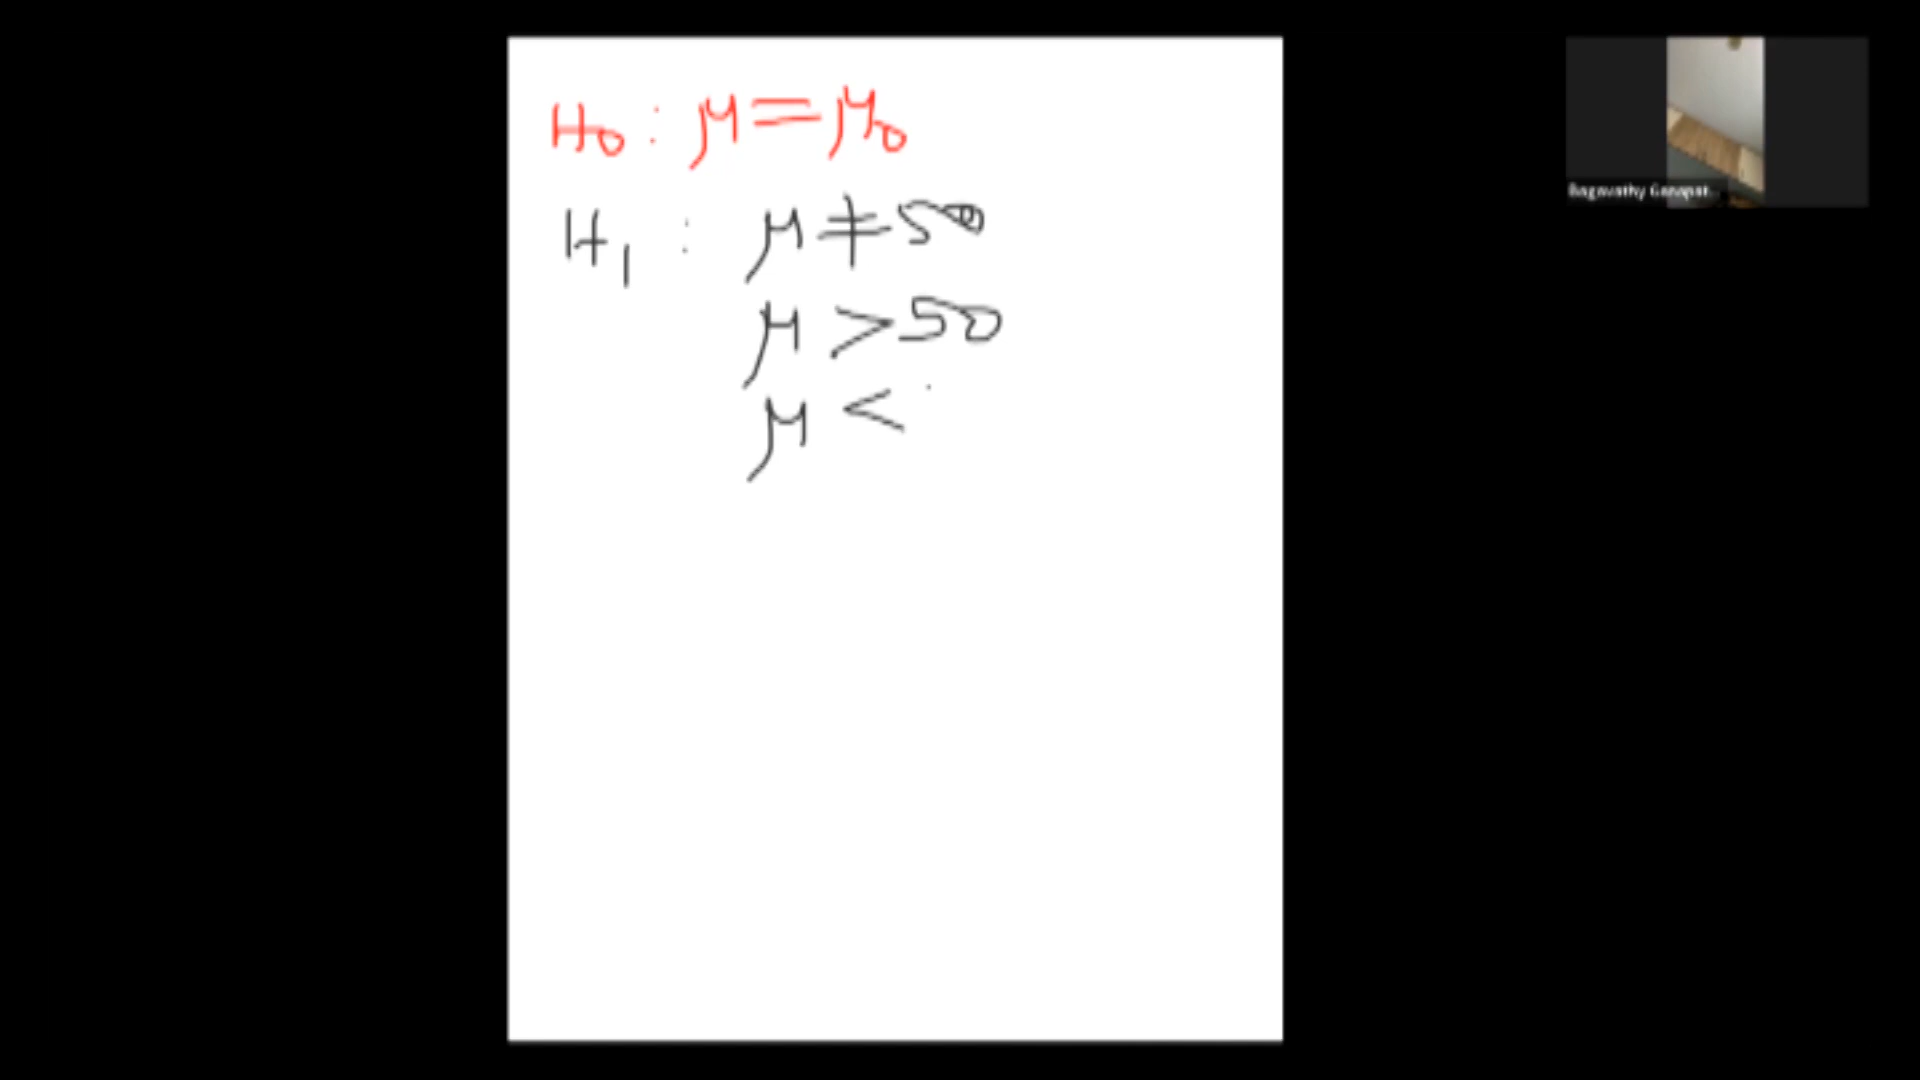 H₀ : μ = μ₀
H₁ : μ ≠ 50
μ > 50
μ <